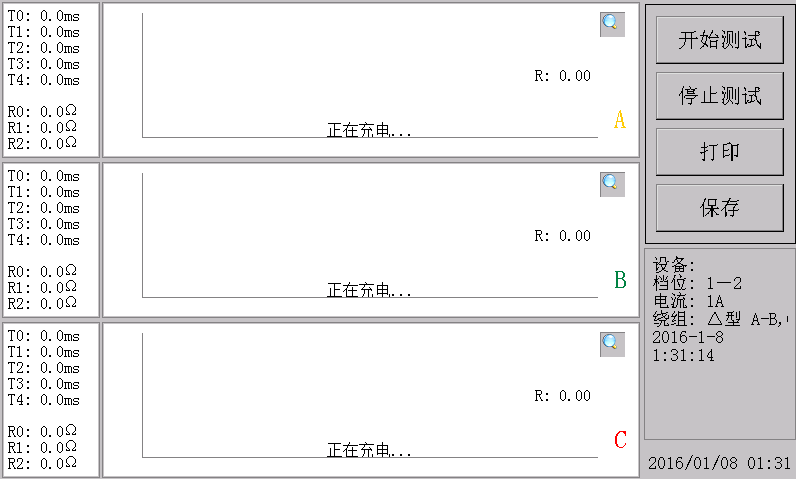 T0: 0.0ms
T1: 0.0ms
T2: 0.0ms
T3: 0.0ms
T4: 0.0ms
R0: 0.0Ω
R1: 0.0Ω
R2: 0.0Ω
R: 0.00
A
正在充电...
T0: 0.0ms
T1: 0.0ms
T2: 0.0ms
T3: 0.0ms
T4: 0.0ms
R0: 0.0Ω
R1: 0.0Ω
R2: 0.0Ω
R: 0.00
B
正在充电...
T0: 0.0ms
T1: 0.0ms
T2: 0.0ms
T3: 0.0ms
T4: 0.0ms
R0: 0.0Ω
R1: 0.0Ω
R2: 0.0Ω
R: 0.00
C
正在充电...
开始测试
停止测试
打印
保存
设备:
档位: 1—2
电流: 1A
绕组: △型 A-B,
2016-1-8
1:31:14
2016/01/08 01:31